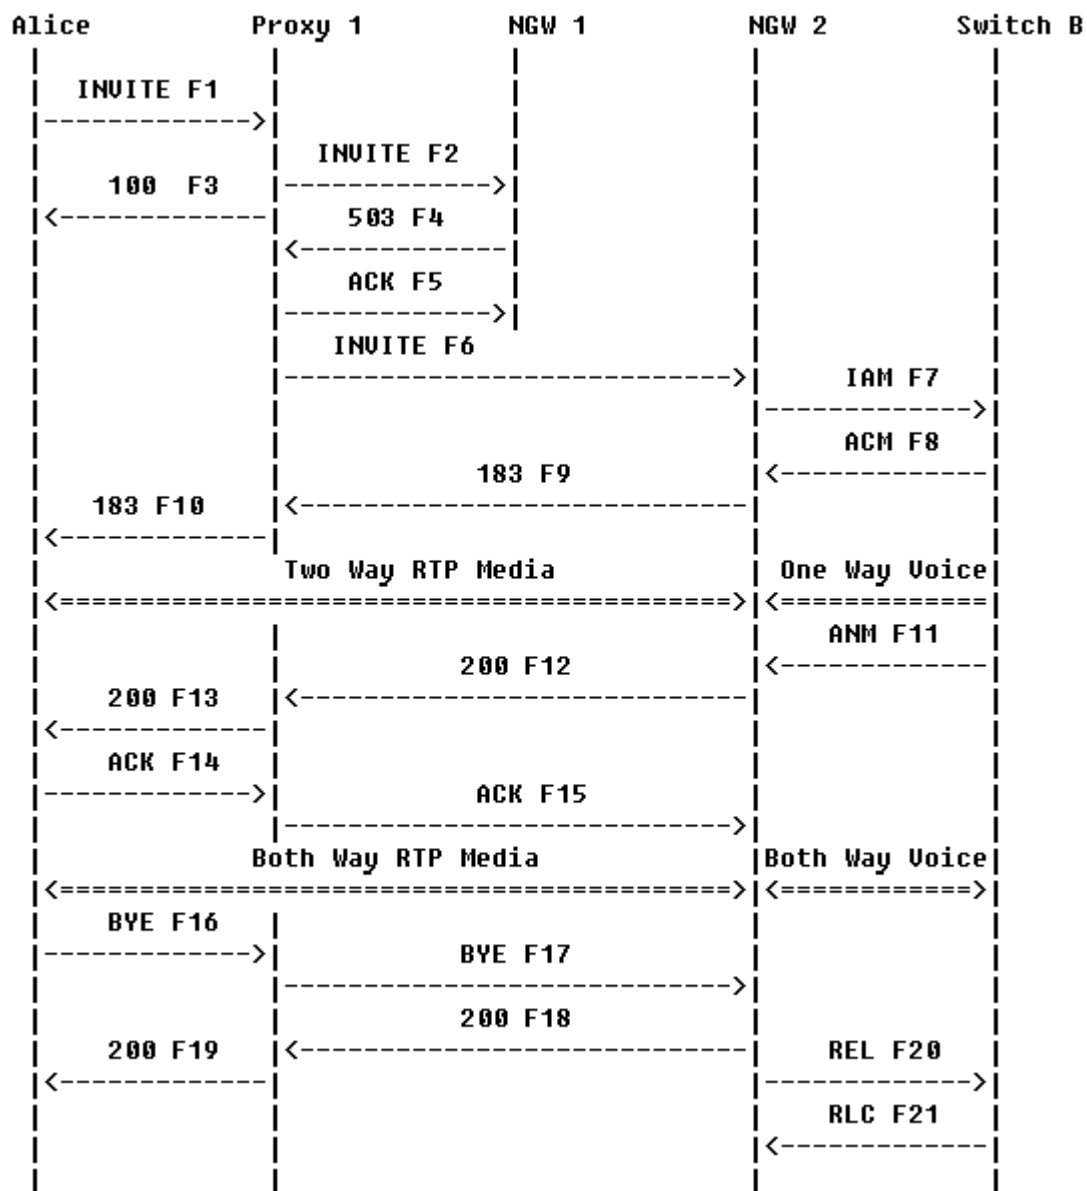 Alice Proxy 1 NGW 1 NGW 2 Switch B
INVITE F1
INVITE F2
100 F3
503 F4
ACK F5
INVITE F6
IAM F7
ACM F8
183 F9
183 F10
Two Way RTP Media One Way Voice
ANM F11
200 F12
200 F13
ACK F14
ACK F15
Both Way RTP Media Both Way Voice
BYE F16
BYE F17
200 F18
200 F19 REL F20
RLC F21